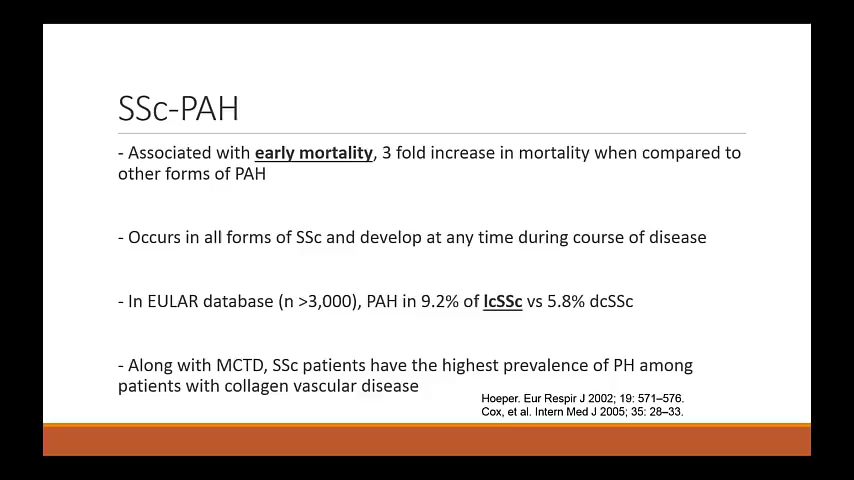 SSc-PAH
- Associated with early mortality, 3 fold increase in mortality when compared to
other forms of PAH
- Occurs in all forms of SSc and develop at any time during course of disease
- In EULAR database (n >3,000), PAH in 9.2% of lcSSc vs 5.8% dcSSc
- Along with MCTD, SSc patients have the highest prevalence of PH among
patients with collagen vascular disease
Hoeper. Eur Respir J 2002; 19: 571–576.
Cox, et al. Intern Med J 2005; 35: 28–33.